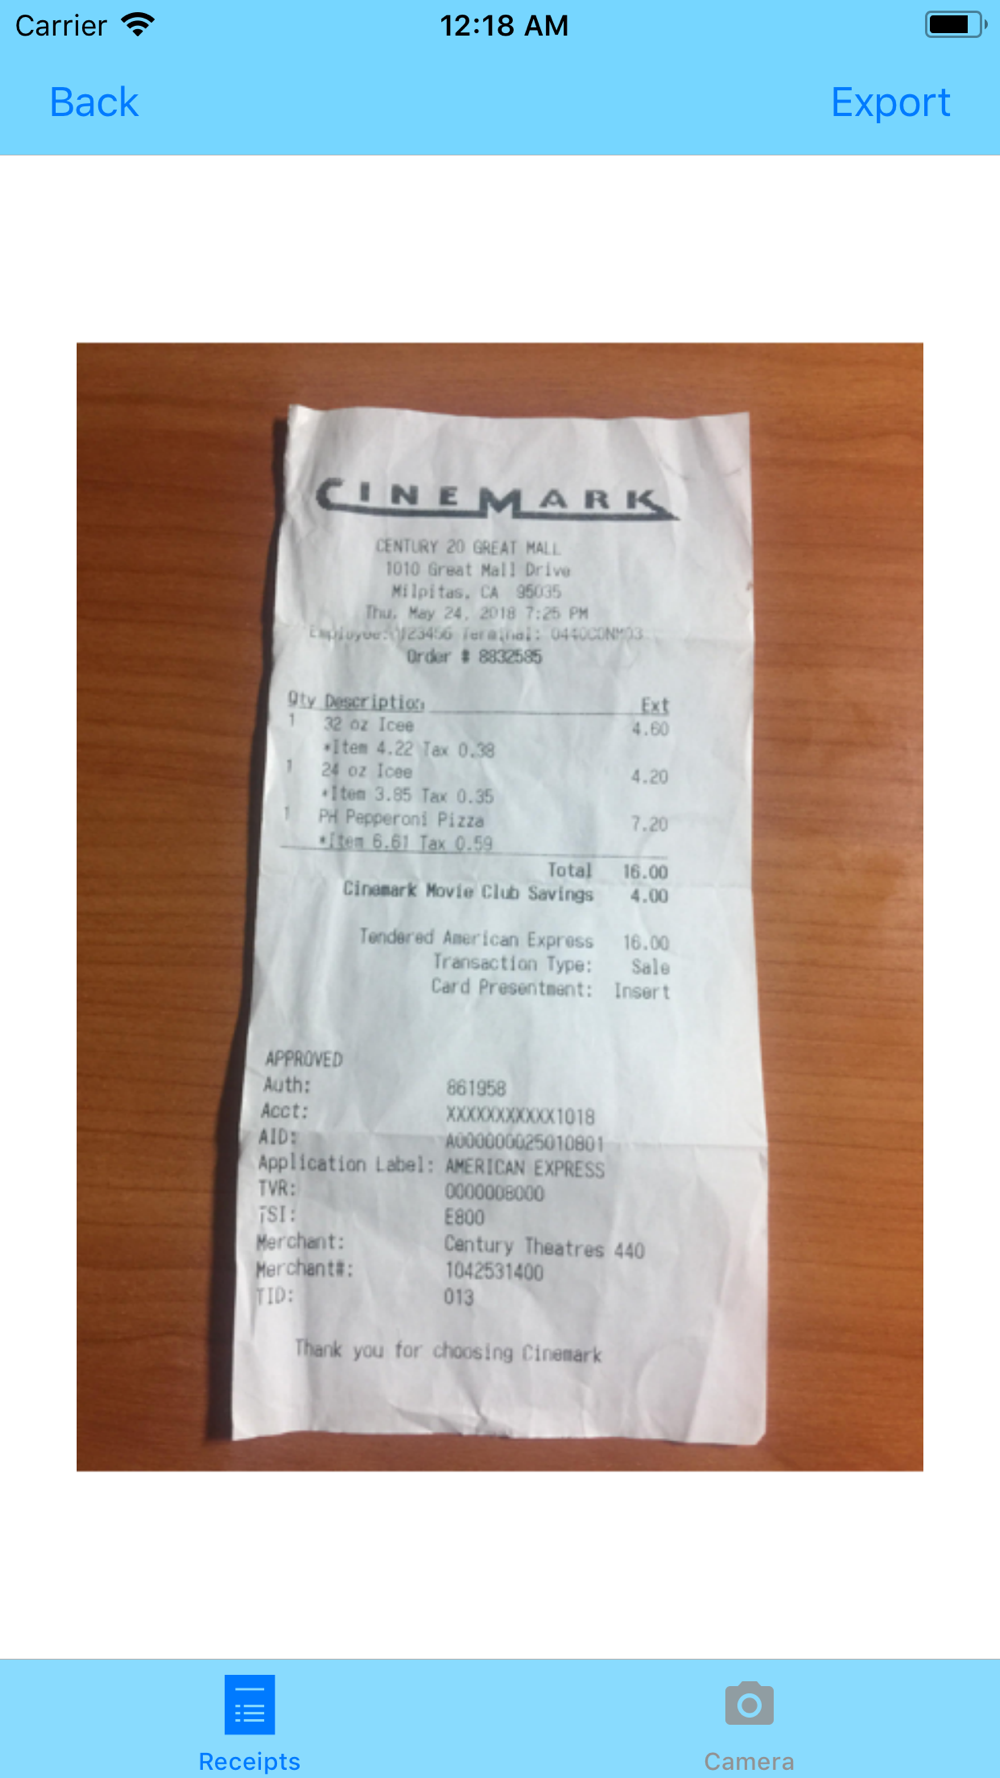 Carrier 12:18 AM
Back Export
CINEMARK
CENTURY 20 GREAT MALL
1010 Great Mall Drive
Milpitas, CA 95035
Thu, May 24, 2018 7:25 PM
Employee: Terminal: 0440CONM03
Order # 8832585
Qty Description Ext
1 32 oz Icee 4.60
*Item 4.22 Tax 0.38
1 24 oz Icee 4.20
*Item 3.85 Tax 0.35
1 PH Pepperoni Pizza 7.20
*Item 6.61 Tax 0.59
Total 16.00
Cinemark Movie Club Savings 4.00
Tendered American Express 16.00
Transaction Type: Sale
Card Presentment: Insert
APPROVED
Auth: 861958
Acct: XXXXXXXXXXX1018
AID: A000000025010801
Application Label: AMERICAN EXPRESS
TVR: 0000008000
TSI: E800
Merchant: Century Theatres 440
Merchant#: 1042531400
TID: 013
Thank you for choosing Cinemark
Receipts Camera